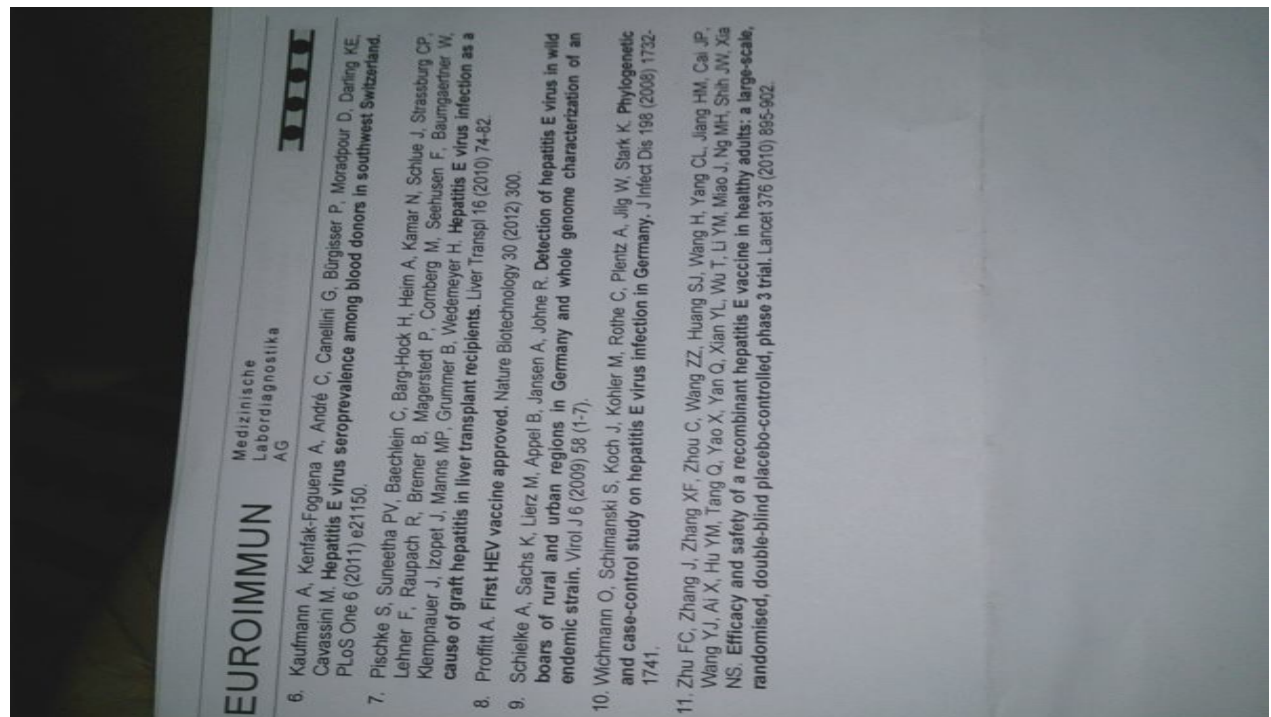 EUROIMMUN
Medizinische
Labordiagnostika
AG
6. Kaufmann A, Kenfak-Foguena A, André C, Canellini G, Bürgisser P, Moradpour D, Darling KE,
Cavassini M. Hepatitis E virus seroprevalence among blood donors in southwest Switzerland.
PLoS One 6 (2011) e21150.
7. Pischke S, Suneetha PV, Baechlein C, Barg-Hock H, Heim A, Kamar N, Schlue J, Strassburg CP,
Lehner F, Raupach R, Bremer B, Magerstedt P, Cornberg M, Seehusen F, Baumgaertner W,
Klempnauer J, Izopet J, Manns MP, Grummer B, Wedemeyer H. Hepatitis E virus infection as a
cause of graft hepatitis in liver transplant recipients. Liver Transpl 16 (2010) 74-82.
8. Proffitt A. First HEV vaccine approved. Nature Biotechnology 30 (2012) 300.
9. Schielke A, Sachs K, Lierz M, Appel B, Jansen A, Johne R. Detection of hepatitis E virus in wild
boars of rural and urban regions in Germany and whole genome characterization of an
endemic strain. Virol J 6 (2009) 58 (1-7).
10. Wichmann O, Schimanski S, Koch J, Kohler M, Rothe C, Plentz A, Jilg W, Stark K. Phylogenetic
and case-control study on hepatitis E virus infection in Germany. J Infect Dis 198 (2008) 1732-
1741.
11. Zhu FC, Zhang J, Zhang XF, Zhou C, Wang ZZ, Huang SJ, Wang H, Yang CL, Jiang HM, Cai JP,
Wang YJ, Ai X, Hu YM, Tang Q, Yao X, Yan Q, Xian YL, Wu T, Li YM, Miao J, Ng MH, Shih JW, Xia
NS. Efficacy and safety of a recombinant hepatitis E vaccine in healthy adults: a large-scale,
randomised, double-blind placebo-controlled, phase 3 trial. Lancet 376 (2010) 895-902.